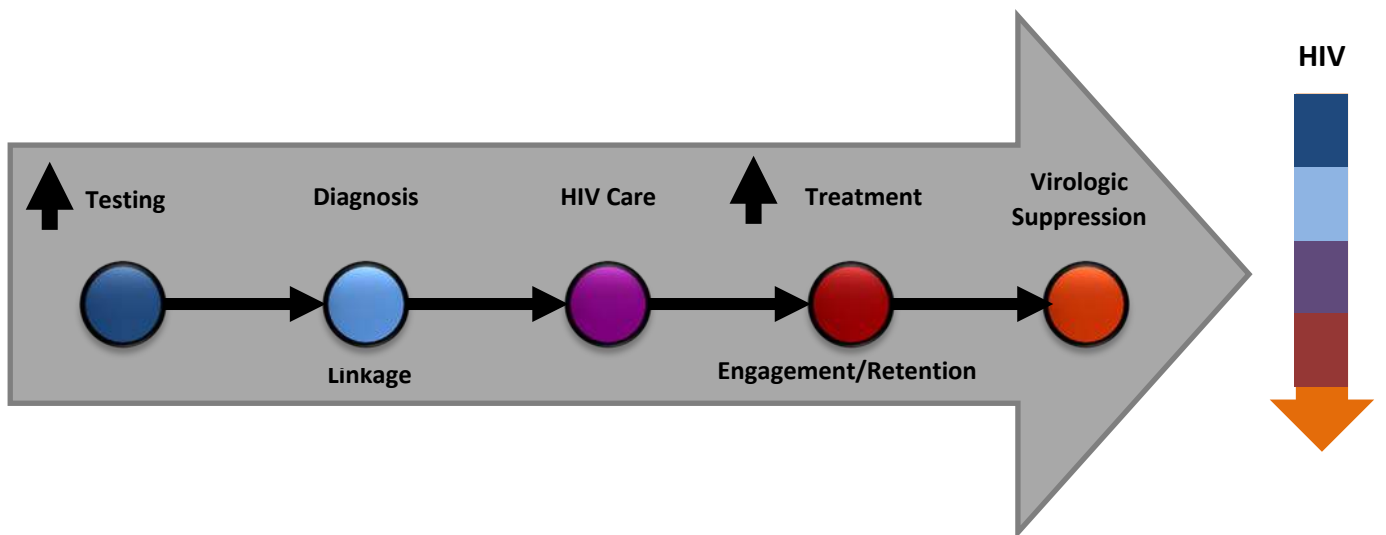 HIV
Testing
Diagnosis
HIV Care
Treatment
Virologic
Suppression
Linkage
Engagement/Retention